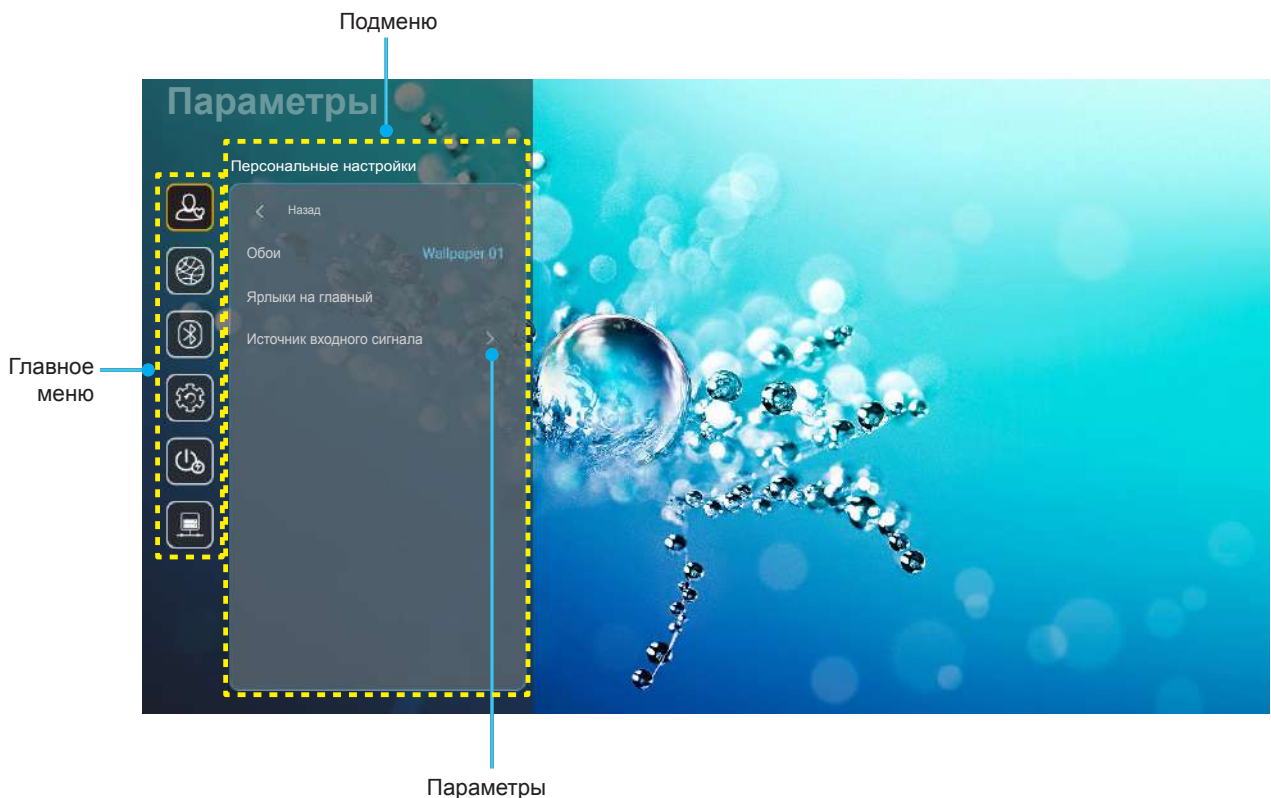 Подменю
Параметры
Персональные настройки
Назад
Обои Wallpaper 01
Ярлыки на главный
Источник входного сигнала
Главное
меню
Параметры